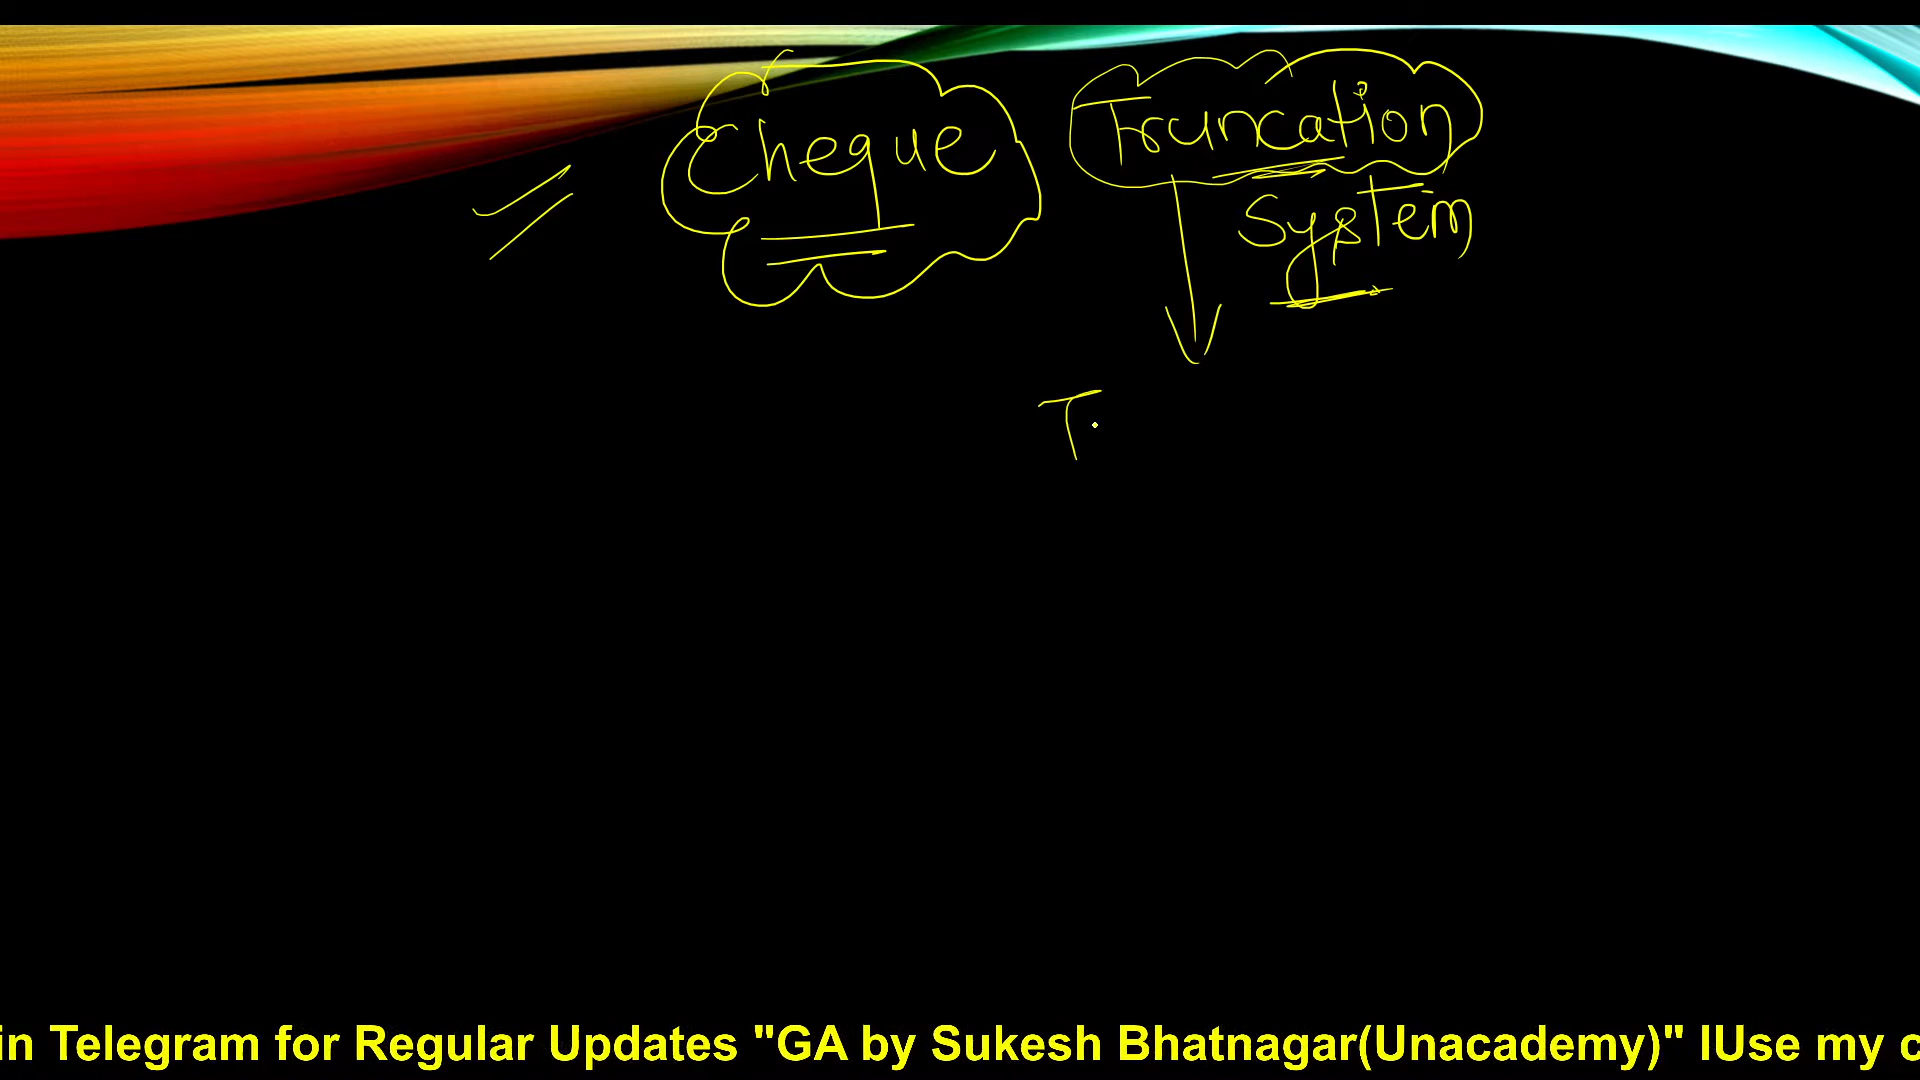 Cheque Truncation
System
T
in Telegram for Regular Updates "GA by Sukesh Bhatnagar(Unacademy)" IUse my c